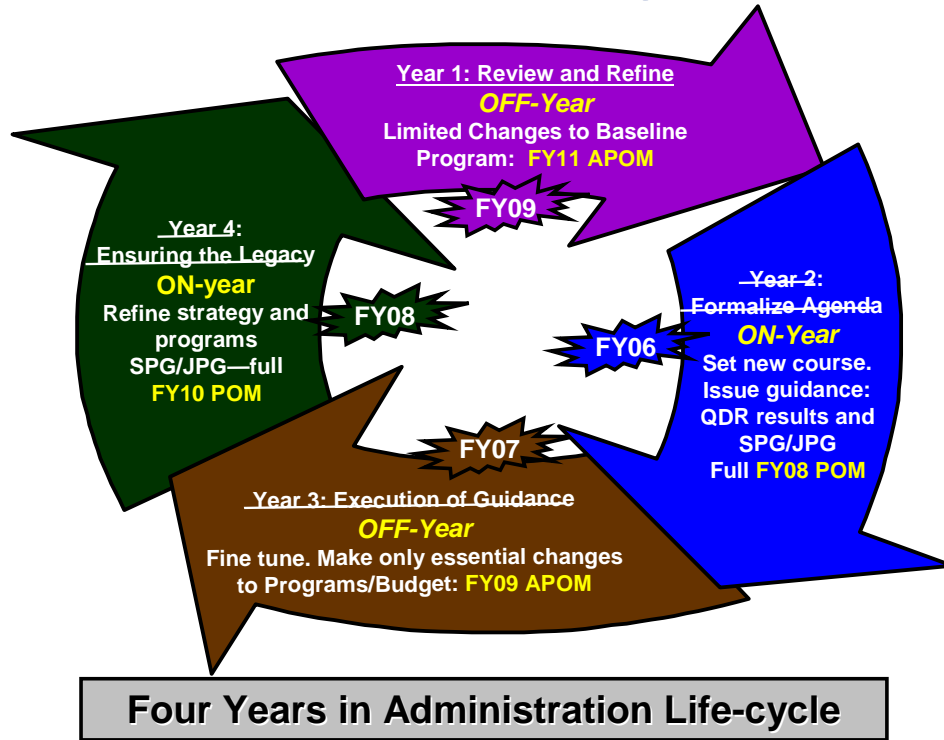 Year 1: Review and Refine
OFF-Year
Limited Changes to Baseline
Program: FY11 APOM
FY09
Year 2:
Formalize Agenda
ON-Year
Set new course.
Issue guidance:
QDR results and
SPG/JPG
Full FY08 POM
FY06
Year 3: Execution of Guidance
OFF-Year
Fine tune. Make only essential changes
to Programs/Budget: FY09 APOM
FY07
Year 4:
Ensuring the Legacy
ON-year
Refine strategy and
programs
SPG/JPG—full
FY10 POM
FY08
Four Years in Administration Life-cycle